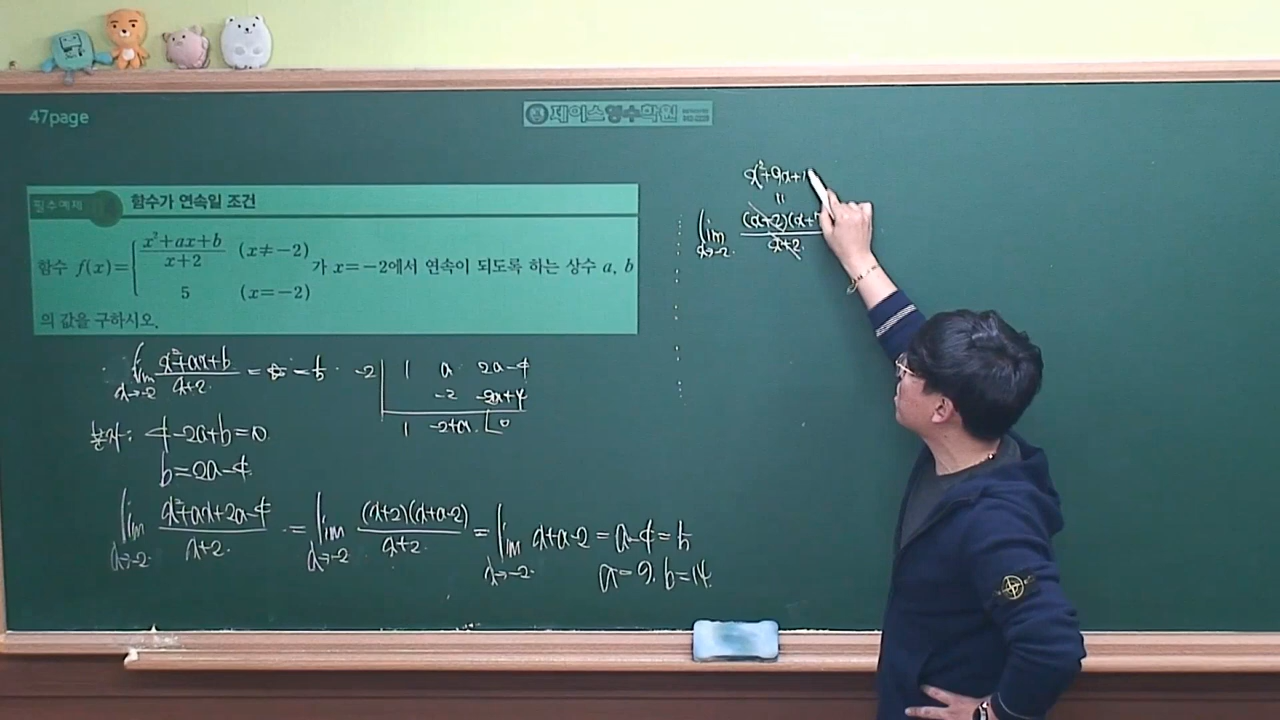 47page
제이스영수학원
필수예제 함수가 연속일 조건
함수 f(x)={ (x²+ax+b)/(x+2) (x≠-2)
5 (x=-2)
가 x=-2에서 연속이 되도록 하는 상수 a, b
의 값을 구하시오.
lim x→-2 (x²+ax+b)/(x+2) = = 5
-2 | 1 a 2a-4
-2 -2a+4
1 -2+a 0
분자: 4-2a+b=0
b=2a-4
lim x→-2 (x²+ax+2a-4)/(x+2) = lim x→-2 (x+2)(x+a-2)/(x+2) = lim x→-2 x+a-2 = a-4 = 5
a=9, b=14
x²+9x+1
=
lim x→-2 (x+2)(x+7/(x+2)